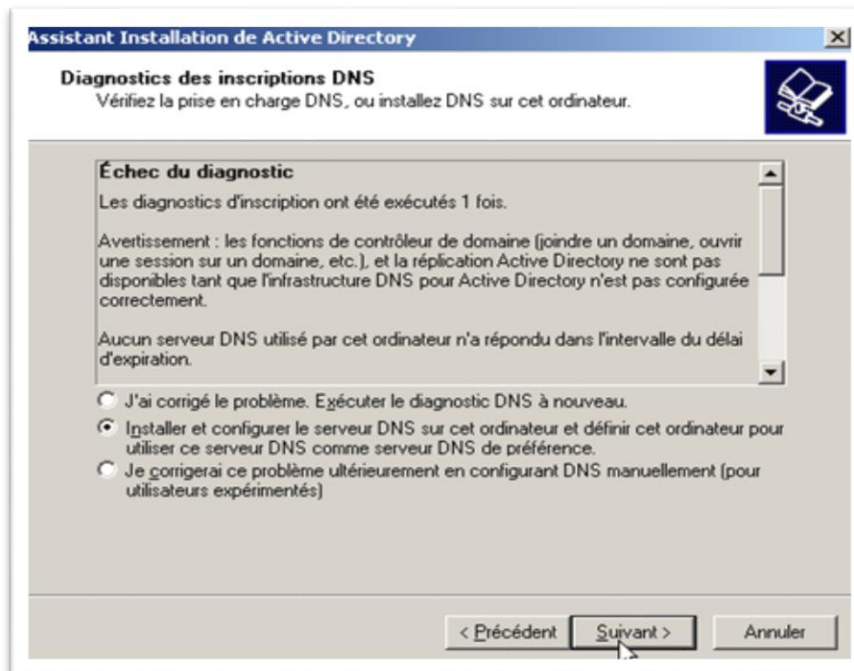 Assistant Installation de Active Directory
Diagnostics des inscriptions DNS
Vérifiez la prise en charge DNS, ou installez DNS sur cet ordinateur.
Échec du diagnostic
Les diagnostics d'inscription ont été exécutés 1 fois.
Avertissement : les fonctions de contrôleur de domaine (joindre un domaine, ouvrir
une session sur un domaine, etc.), et la réplication Active Directory ne sont pas
disponibles tant que l'infrastructure DNS pour Active Directory n'est pas configurée
correctement.
Aucun serveur DNS utilisé par cet ordinateur n'a répondu dans l'intervalle du délai
d'expiration.
J'ai corrigé le problème. Exécuter le diagnostic DNS à nouveau.
Installer et configurer le serveur DNS sur cet ordinateur et définir cet ordinateur pour
utiliser ce serveur DNS comme serveur DNS de préférence.
Je corrigerai ce problème ultérieurement en configurant DNS manuellement (pour
utilisateurs expérimentés)
< Précédent
Suivant >
Annuler